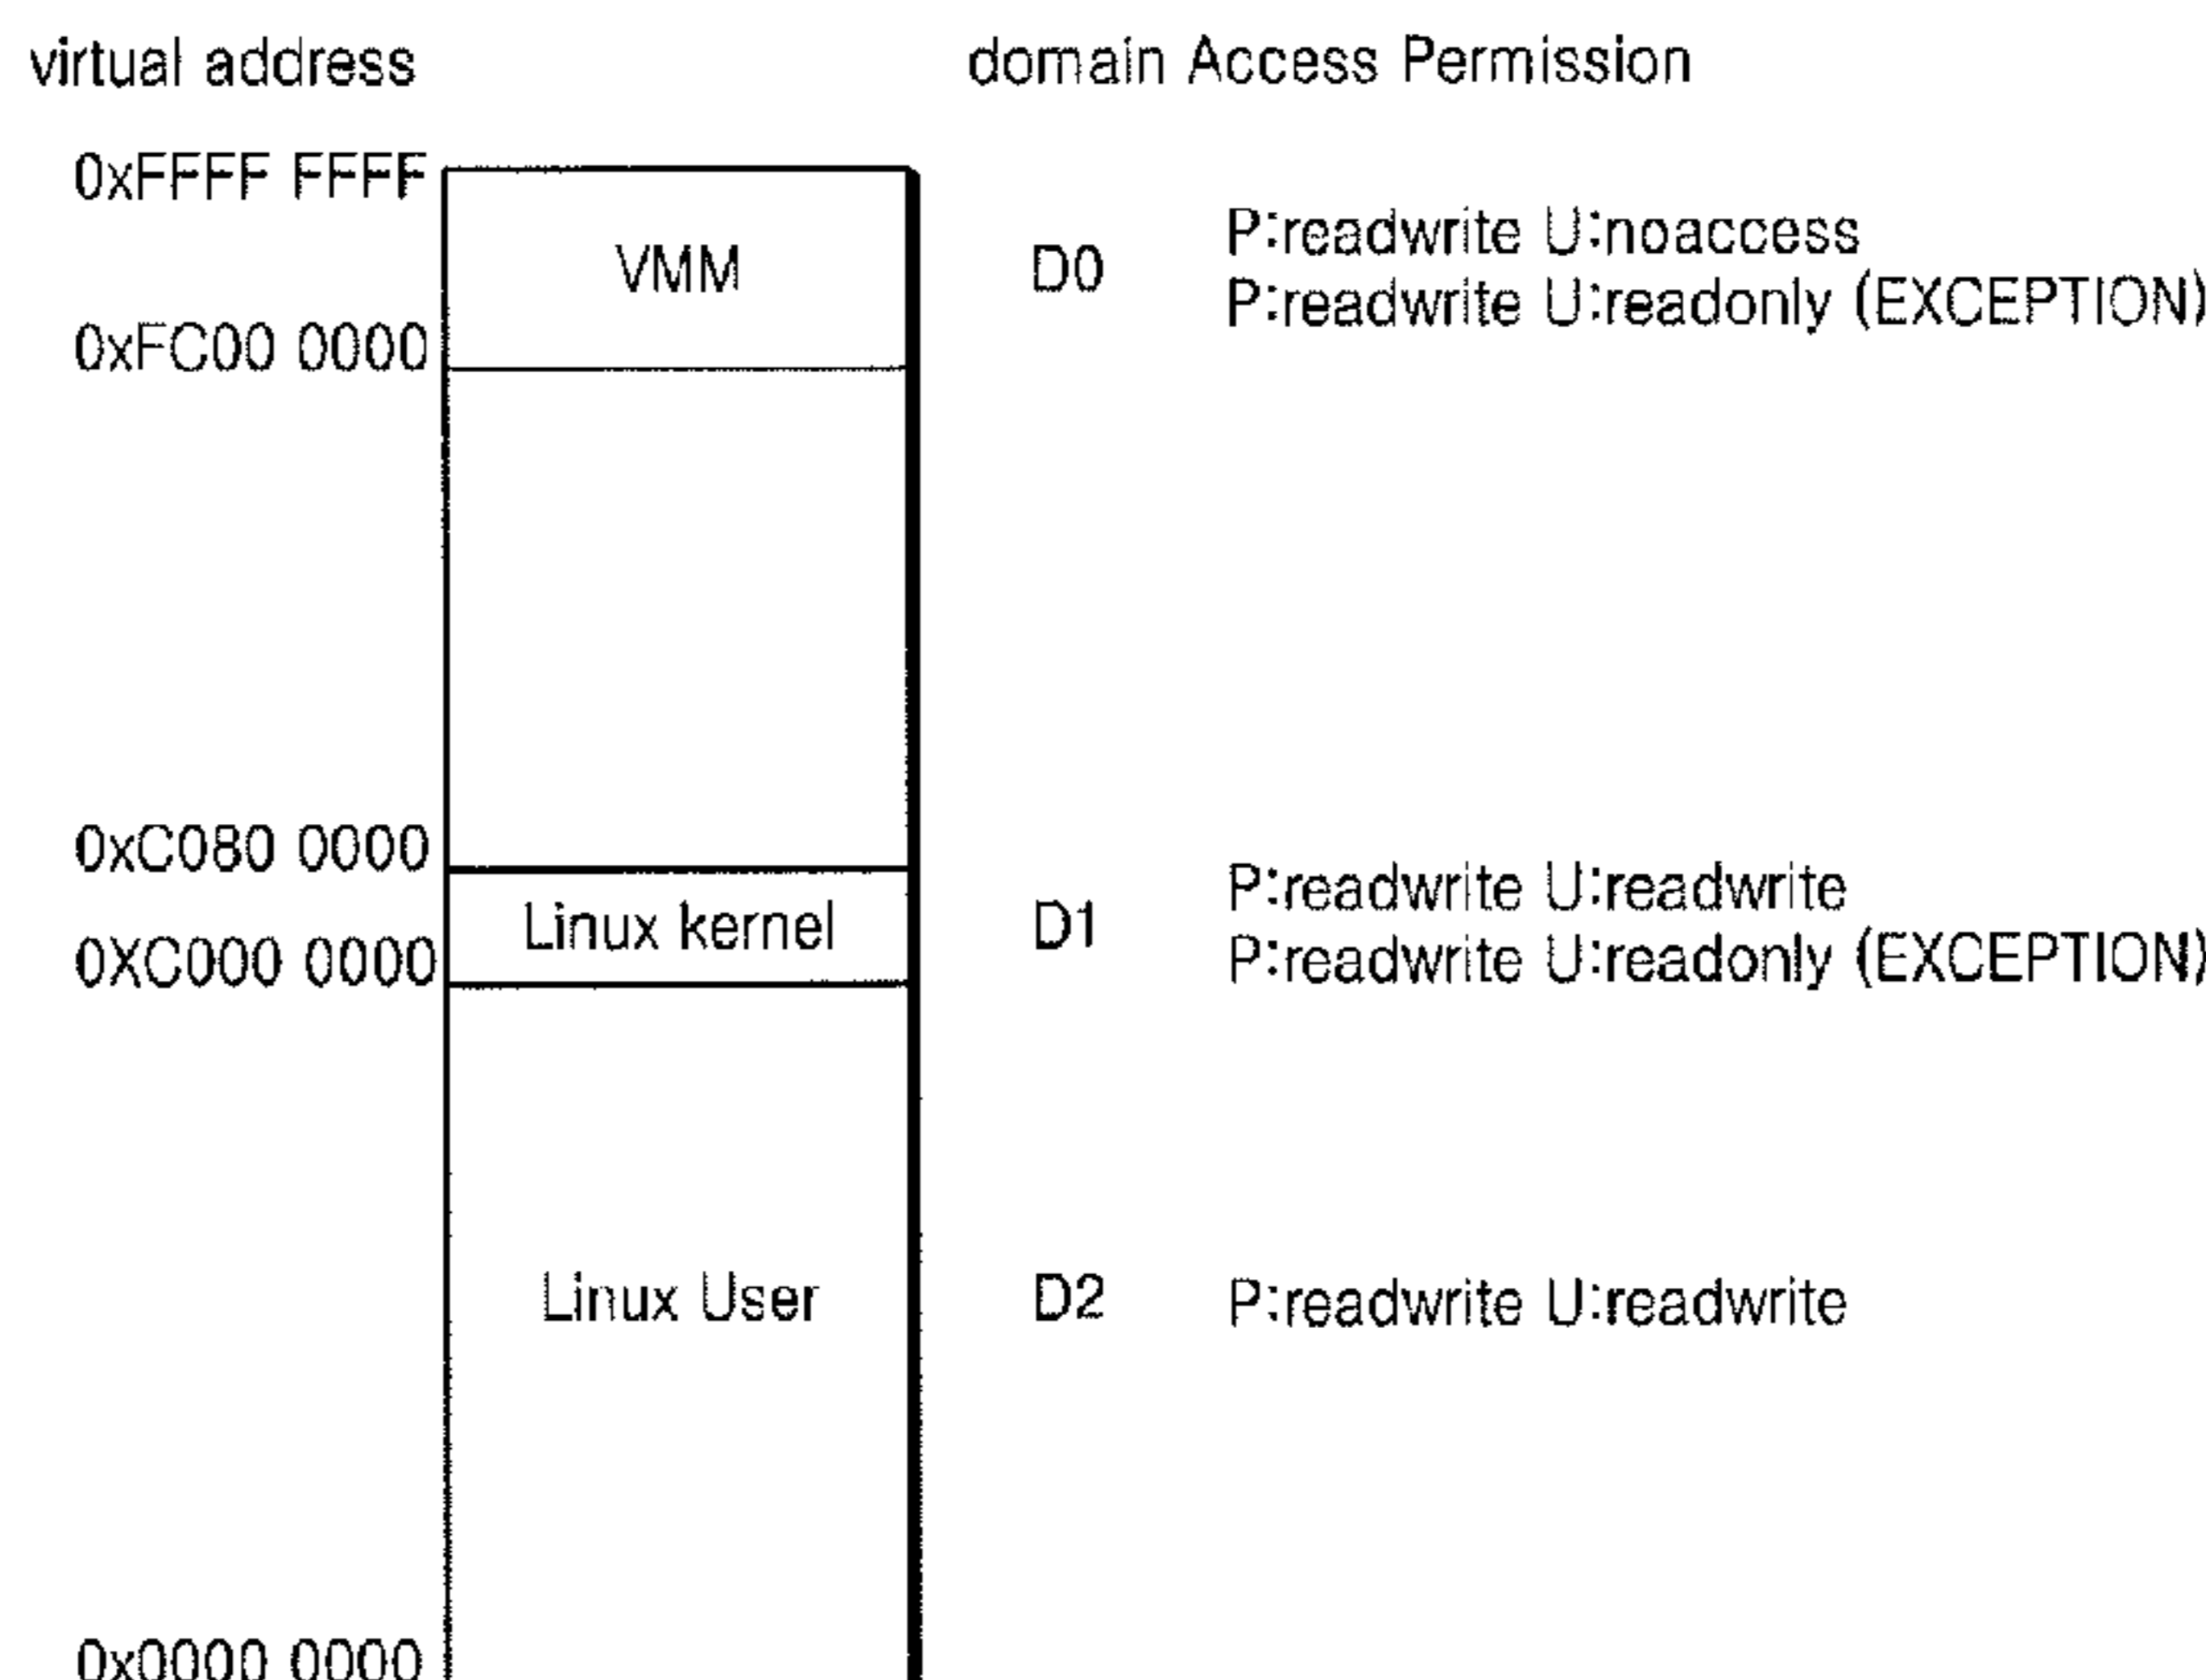 virtual address domain Access Permission
0xFFFF FFFF
VMM D0 P:readwrite U:noaccess
P:readwrite U:readonly (EXCEPTION)
0xFC00 0000
0xC080 0000
Linux kernel D1 P:readwrite U:readwrite
P:readwrite U:readonly (EXCEPTION)
0XC000 0000
Linux User D2 P:readwrite U:readwrite
0x0000 0000